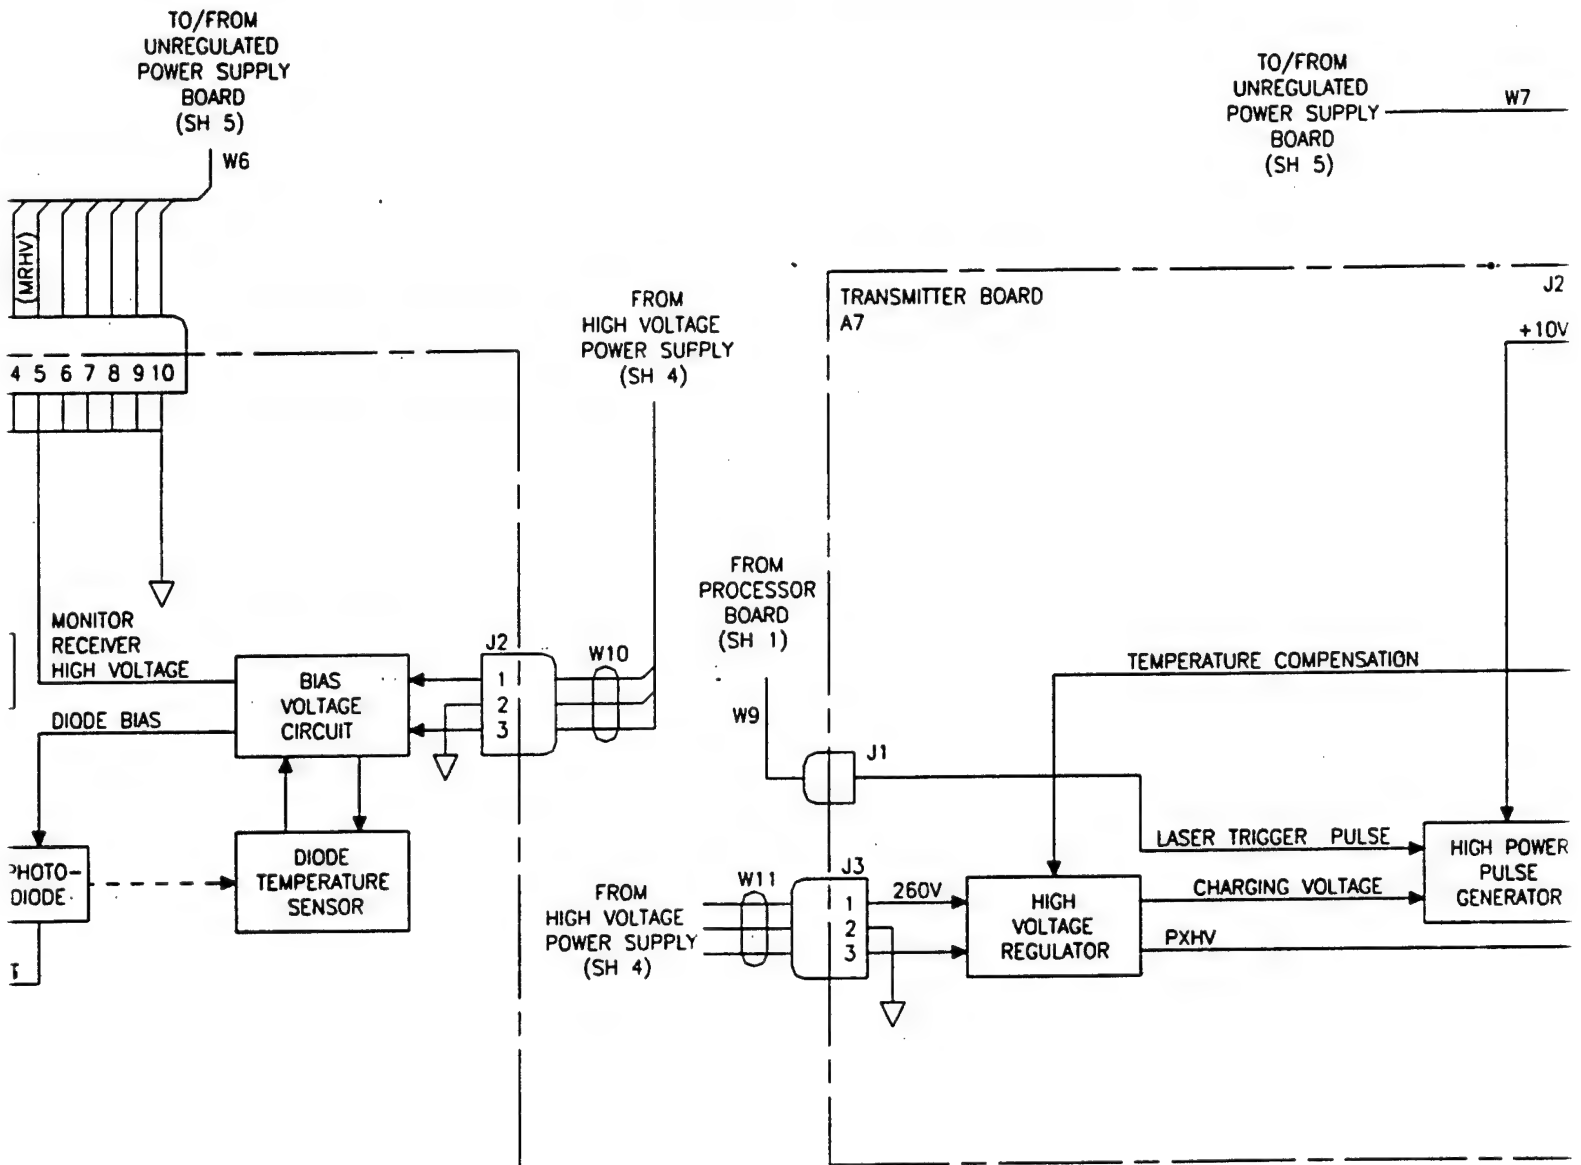 TO/FROM
UNREGULATED
POWER SUPPLY
BOARD
(SH 5)
W6
(MRHV)
4 5 6 7 8 9 10
MONITOR
RECEIVER
HIGH VOLTAGE
DIODE BIAS
BIAS
VOLTAGE
CIRCUIT
J2
1
2
3
W10
FROM
HIGH VOLTAGE
POWER SUPPLY
(SH 4)
PHOTO-
DIODE
DIODE
TEMPERATURE
SENSOR
TO/FROM
UNREGULATED
POWER SUPPLY
BOARD
(SH 5)
W7
TRANSMITTER BOARD
A7
J2
+10V
FROM
PROCESSOR
BOARD
(SH 1)
W9
J1
TEMPERATURE COMPENSATION
LASER TRIGGER PULSE
HIGH POWER
PULSE
GENERATOR
FROM
HIGH VOLTAGE
POWER SUPPLY
(SH 4)
W11
J3
1
2
3
260V
HIGH
VOLTAGE
REGULATOR
CHARGING VOLTAGE
PXHV